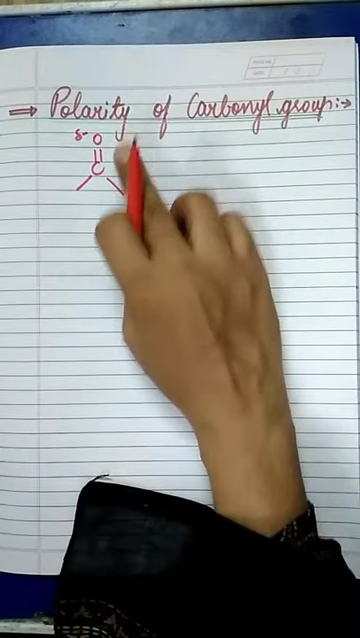 ⇒ Polarity of Carbonyl group:→
δ- O
||
C